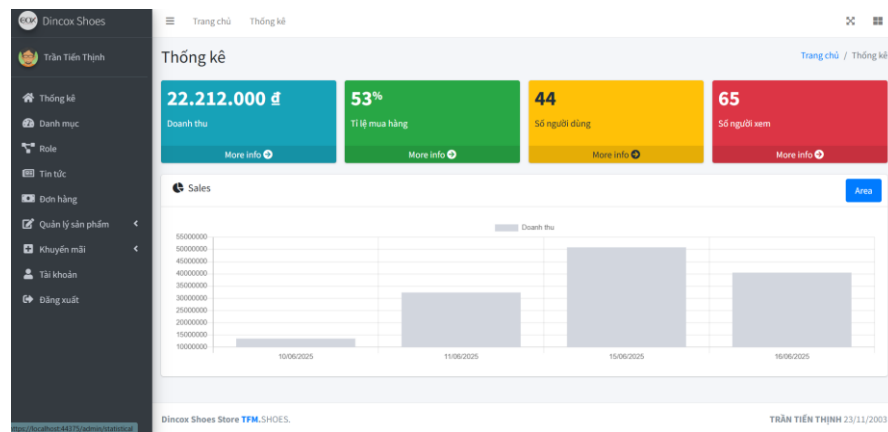 Dincox Shoes
Trang chủ Thống kê
Trần Tiến Thịnh
Thống kê
Danh mục
Role
Tin tức
Đơn hàng
Quản lý sản phẩm
Khuyến mãi
Tài khoản
Đăng xuất
https://localhost:44375/admin/statistical
Thống kê
Trang chủ / Thống kê
22.212.000 đ
Doanh thu
More info
53%
Tỉ lệ mua hàng
More info
44
Số người dùng
More info
65
Số người xem
More info
Sales
Area
Doanh thu
55000000
50000000
45000000
40000000
35000000
30000000
25000000
20000000
15000000
10000000
10/06/2025 11/06/2025 15/06/2025 16/06/2025
Dincox Shoes Store TFM.SHOES.
TRẦN TIẾN THỊNH 23/11/2003